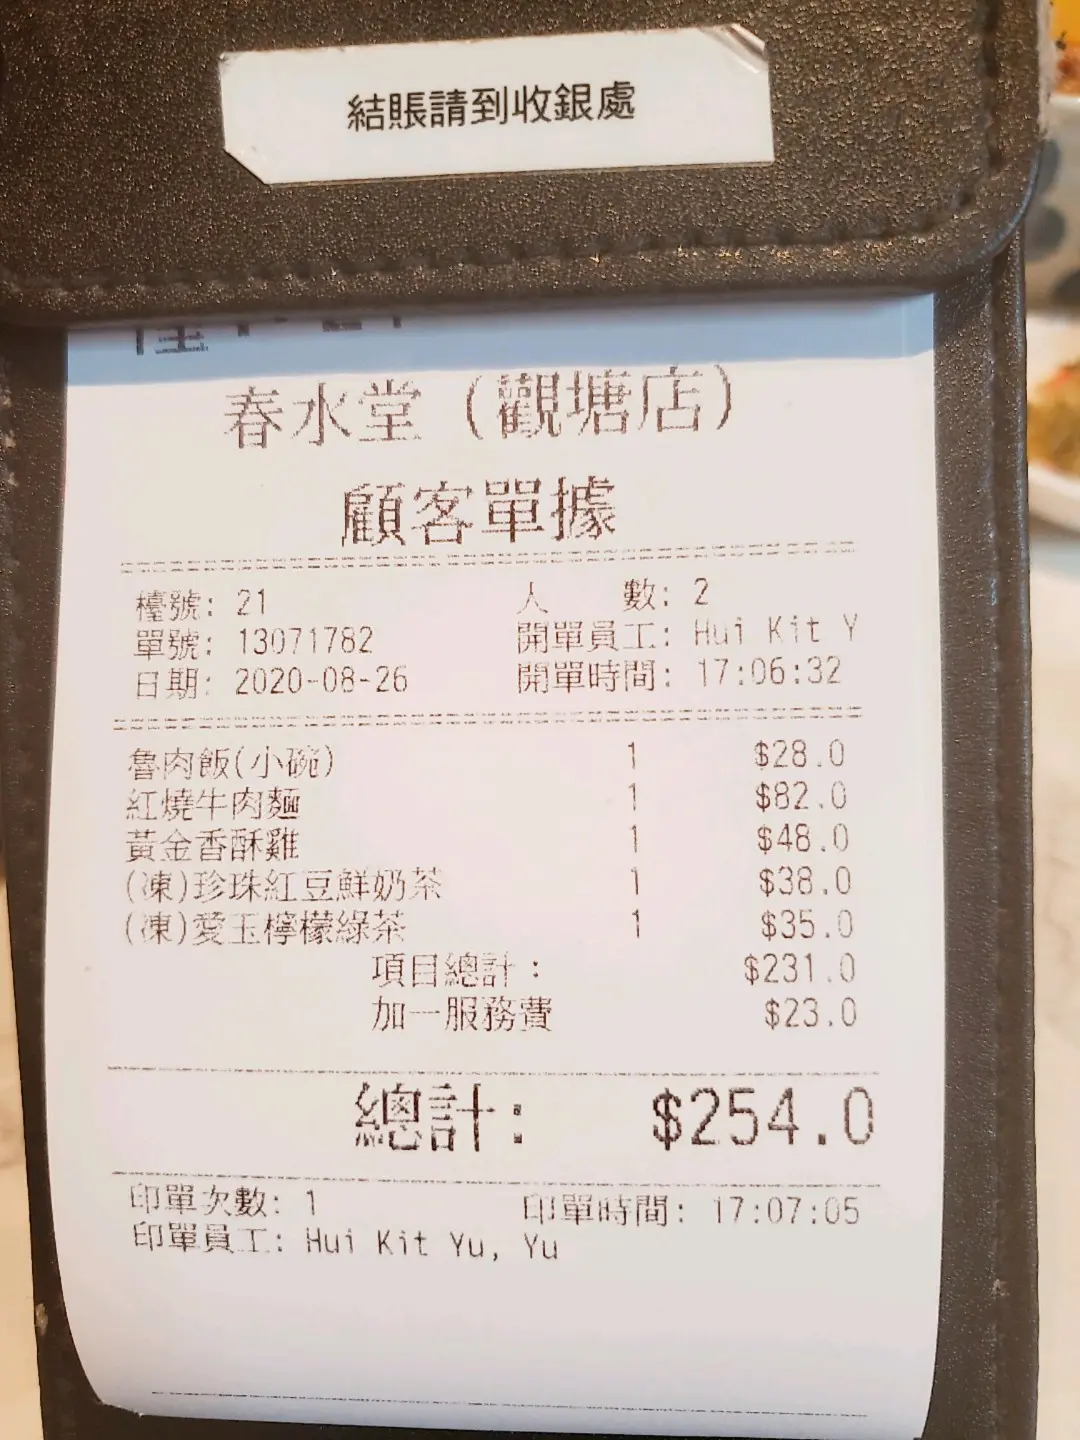 結賬請到收銀處
春水堂（觀塘店）
顧客單據
檯號: 21 人 數: 2
單號: 13071782 開單員工: Hui Kit Y
日期: 2020-08-26 開單時間: 17:06:32
魯肉飯(小碗) 1 $28.0
紅燒牛肉麵 1 $82.0
黃金香酥雞 1 $48.0
(凍)珍珠紅豆鮮奶茶 1 $38.0
(凍)愛玉檸檬綠茶 1 $35.0
項目總計： $231.0
加一服務費 $23.0
總計: $254.0
印單次數: 1 印單時間: 17:07:05
印單員工: Hui Kit Yu, Yu